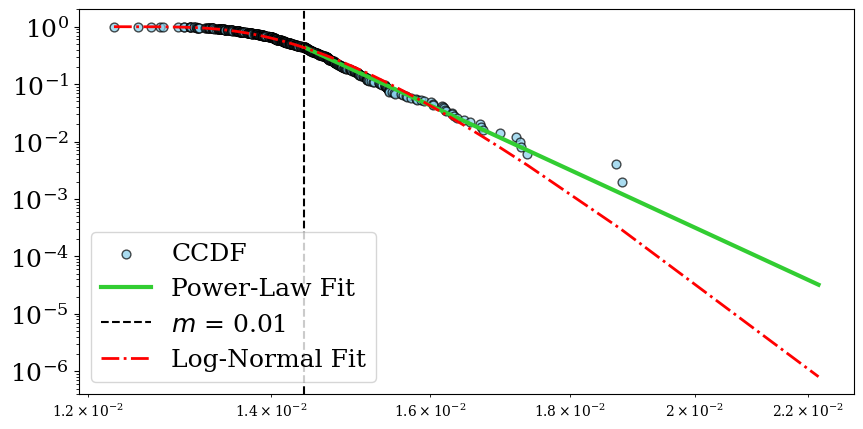 10⁰
10⁻¹
10⁻²
10⁻³
10⁻⁴
10⁻⁵
10⁻⁶
CCDF
Power-Law Fit
m = 0.01
Log-Normal Fit
1.2 × 10⁻² 1.4 × 10⁻² 1.6 × 10⁻² 1.8 × 10⁻² 2 × 10⁻² 2.2 × 10⁻²